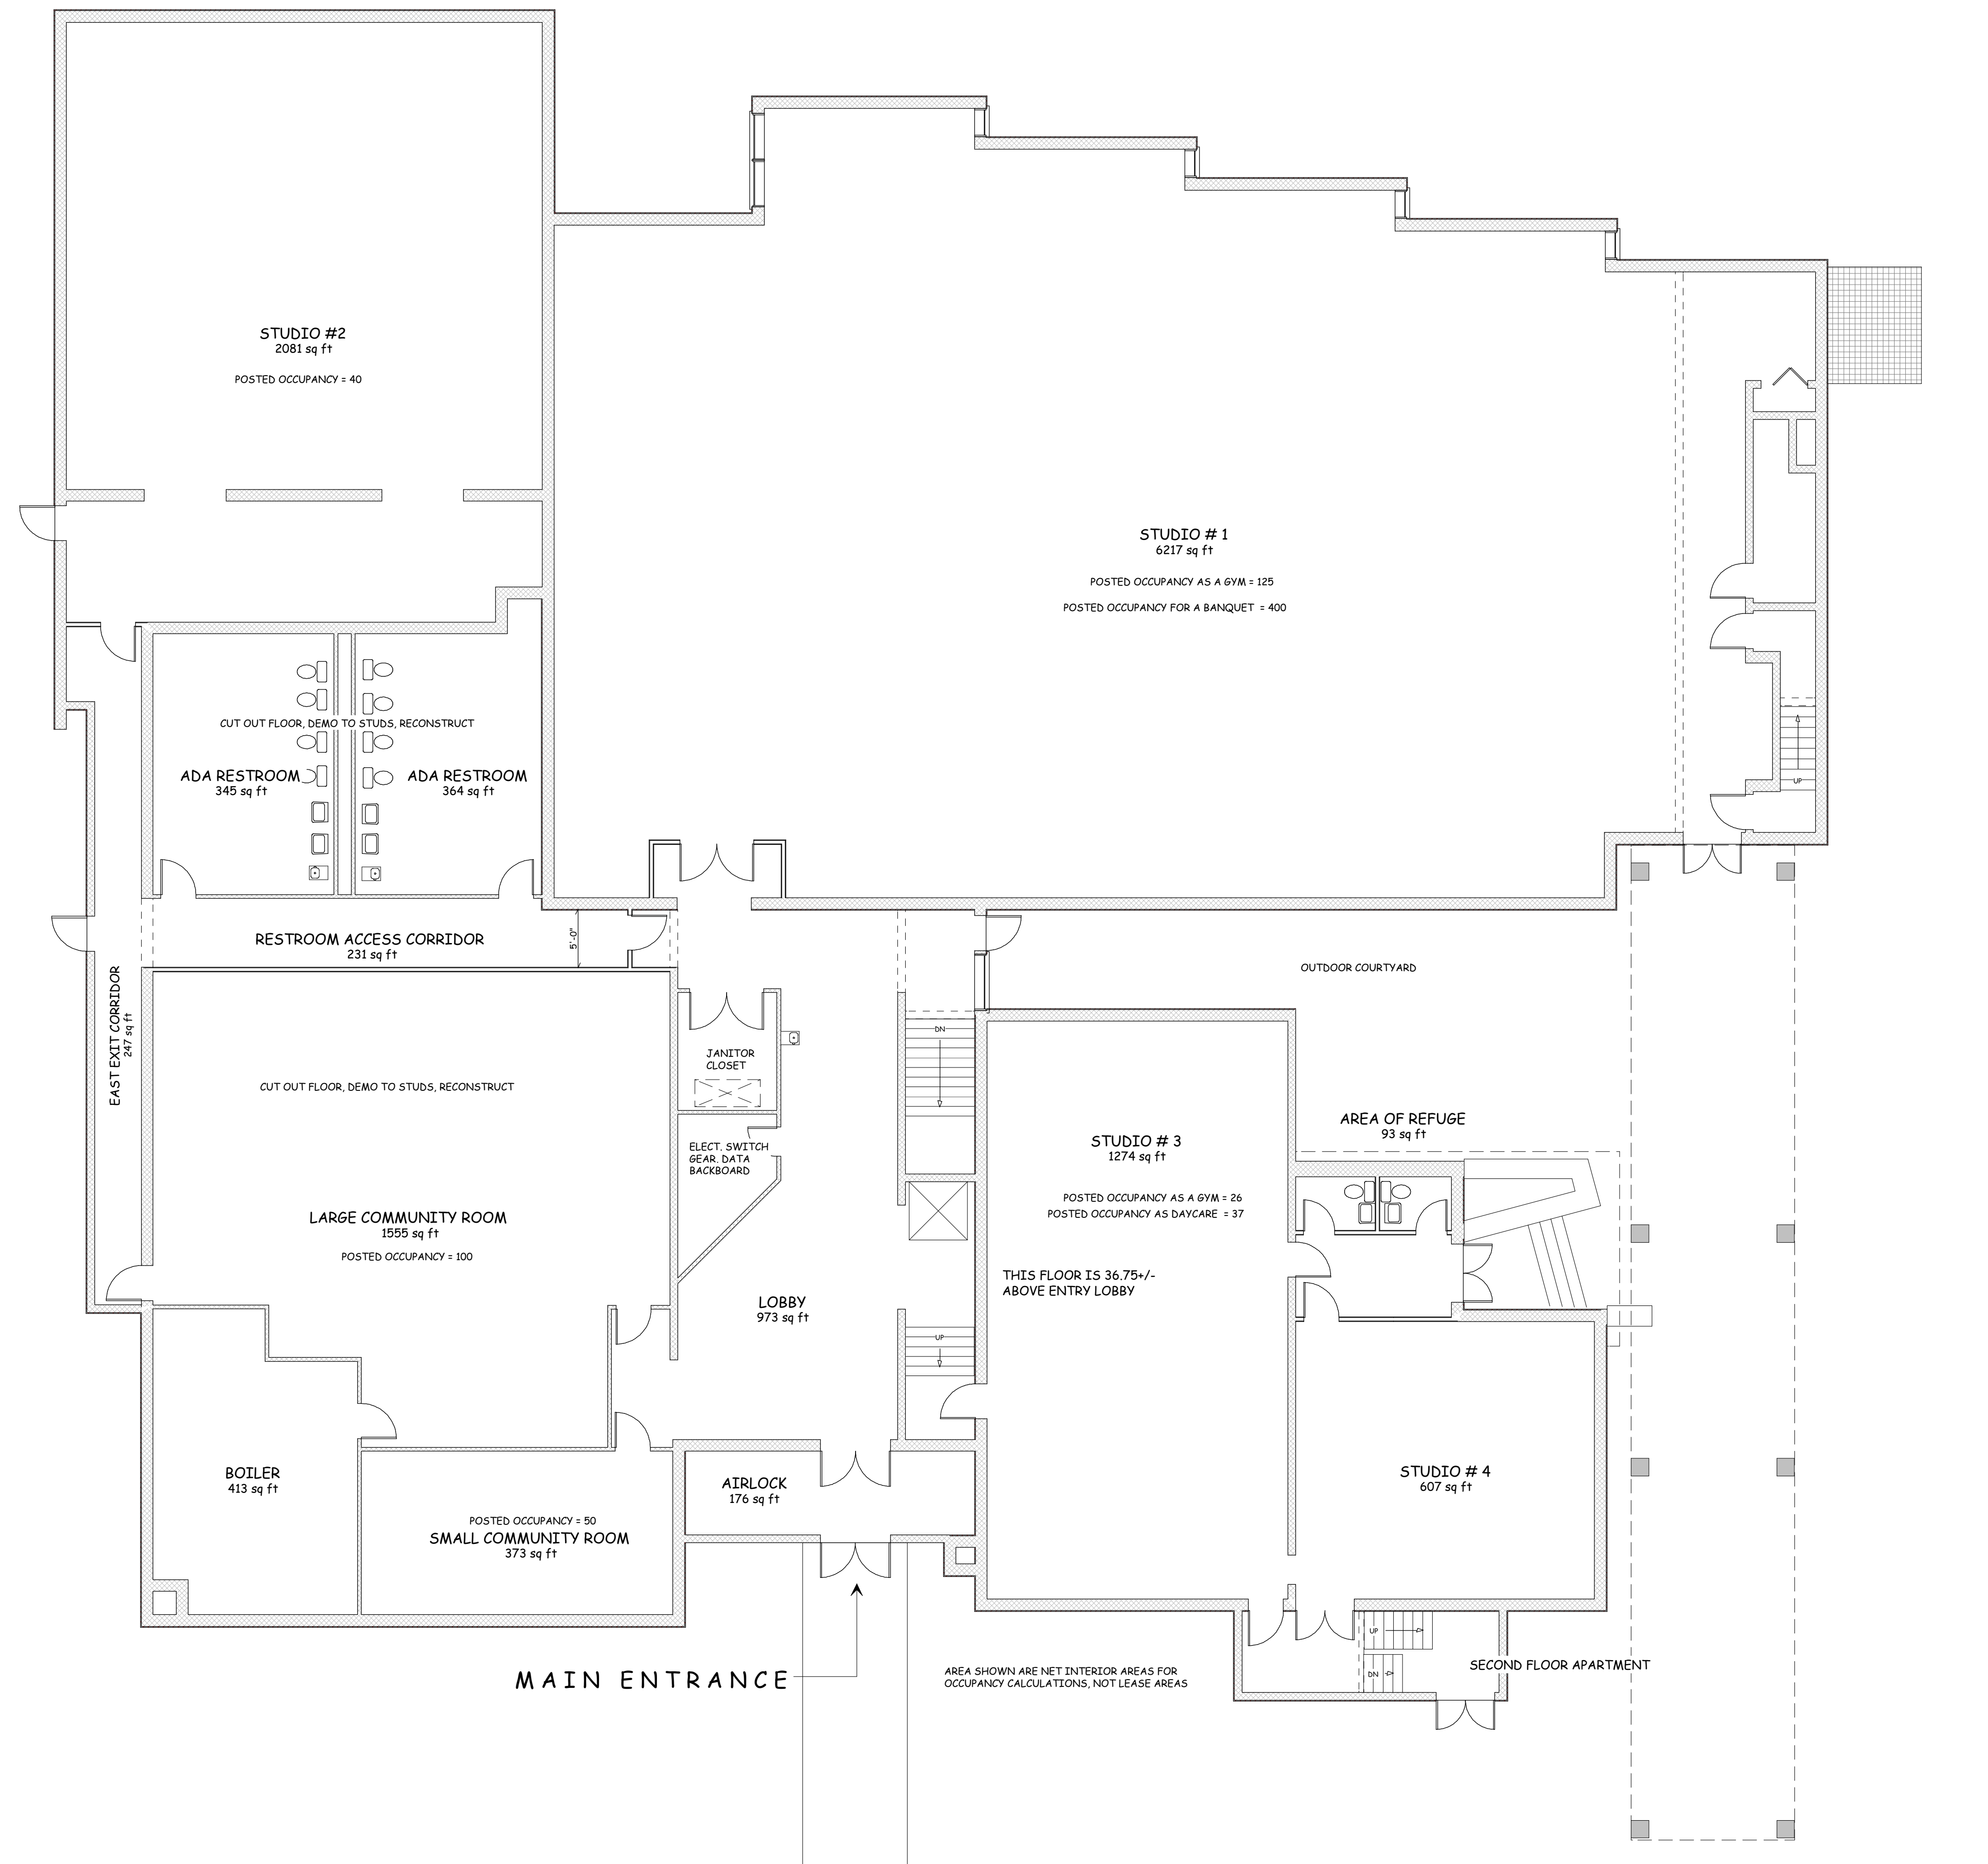 STUDIO #2
2081 sq ft
POSTED OCCUPANCY = 40
STUDIO # 1
6217 sq ft
POSTED OCCUPANCY AS A GYM = 125
POSTED OCCUPANCY FOR A BANQUET = 400
UP
CUT OUT FLOOR, DEMO TO STUDS, RECONSTRUCT
ADA RESTROOM
345 sq ft
ADA RESTROOM
364 sq ft
RESTROOM ACCESS CORRIDOR
231 sq ft
5'-0"
OUTDOOR COURTYARD
EAST EXIT CORRIDOR
247 sq ft
CUT OUT FLOOR, DEMO TO STUDS, RECONSTRUCT
JANITOR
CLOSET
DN
ELECT. SWITCH
GEAR. DATA
BACKBOARD
STUDIO # 3
1274 sq ft
POSTED OCCUPANCY AS A GYM = 26
POSTED OCCUPANCY AS DAYCARE = 37
THIS FLOOR IS 36.75+/-
ABOVE ENTRY LOBBY
AREA OF REFUGE
93 sq ft
LARGE COMMUNITY ROOM
1555 sq ft
POSTED OCCUPANCY = 100
LOBBY
973 sq ft
UP
BOILER
413 sq ft
AIRLOCK
176 sq ft
STUDIO # 4
607 sq ft
POSTED OCCUPANCY = 50
SMALL COMMUNITY ROOM
373 sq ft
UP
DN
SECOND FLOOR APARTMENT
MAIN ENTRANCE
AREA SHOWN ARE NET INTERIOR AREAS FOR
OCCUPANCY CALCULATIONS, NOT LEASE AREAS